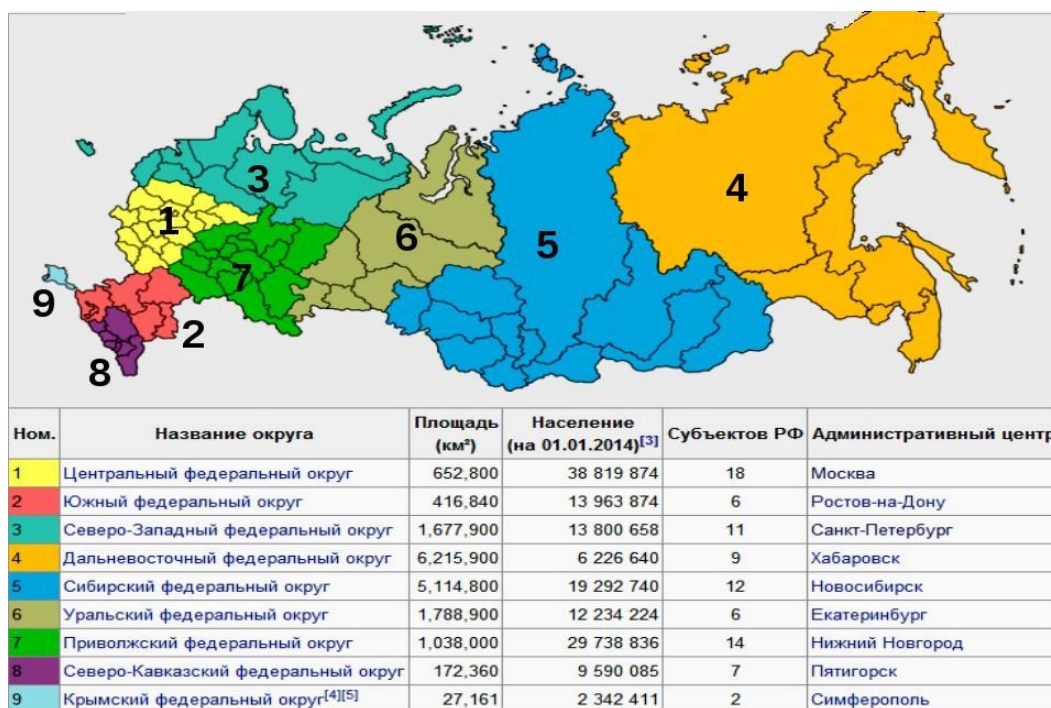 3
4
1
6
5
7
9
2
8
Ном. Название округа Площадь (км²) Население (на 01.01.2014)[3] Субъектов РФ Административный центр
1 Центральный федеральный округ 652,800 38 819 874 18 Москва
2 Южный федеральный округ 416,840 13 963 874 6 Ростов-на-Дону
3 Северо-Западный федеральный округ 1,677,900 13 800 658 11 Санкт-Петербург
4 Дальневосточный федеральный округ 6,215,900 6 226 640 9 Хабаровск
5 Сибирский федеральный округ 5,114,800 19 292 740 12 Новосибирск
6 Уральский федеральный округ 1,788,900 12 234 224 6 Екатеринбург
7 Приволжский федеральный округ 1,038,000 29 738 836 14 Нижний Новгород
8 Северо-Кавказский федеральный округ 172,360 9 590 085 7 Пятигорск
9 Крымский федеральный округ[4][5] 27,161 2 342 411 2 Симферополь